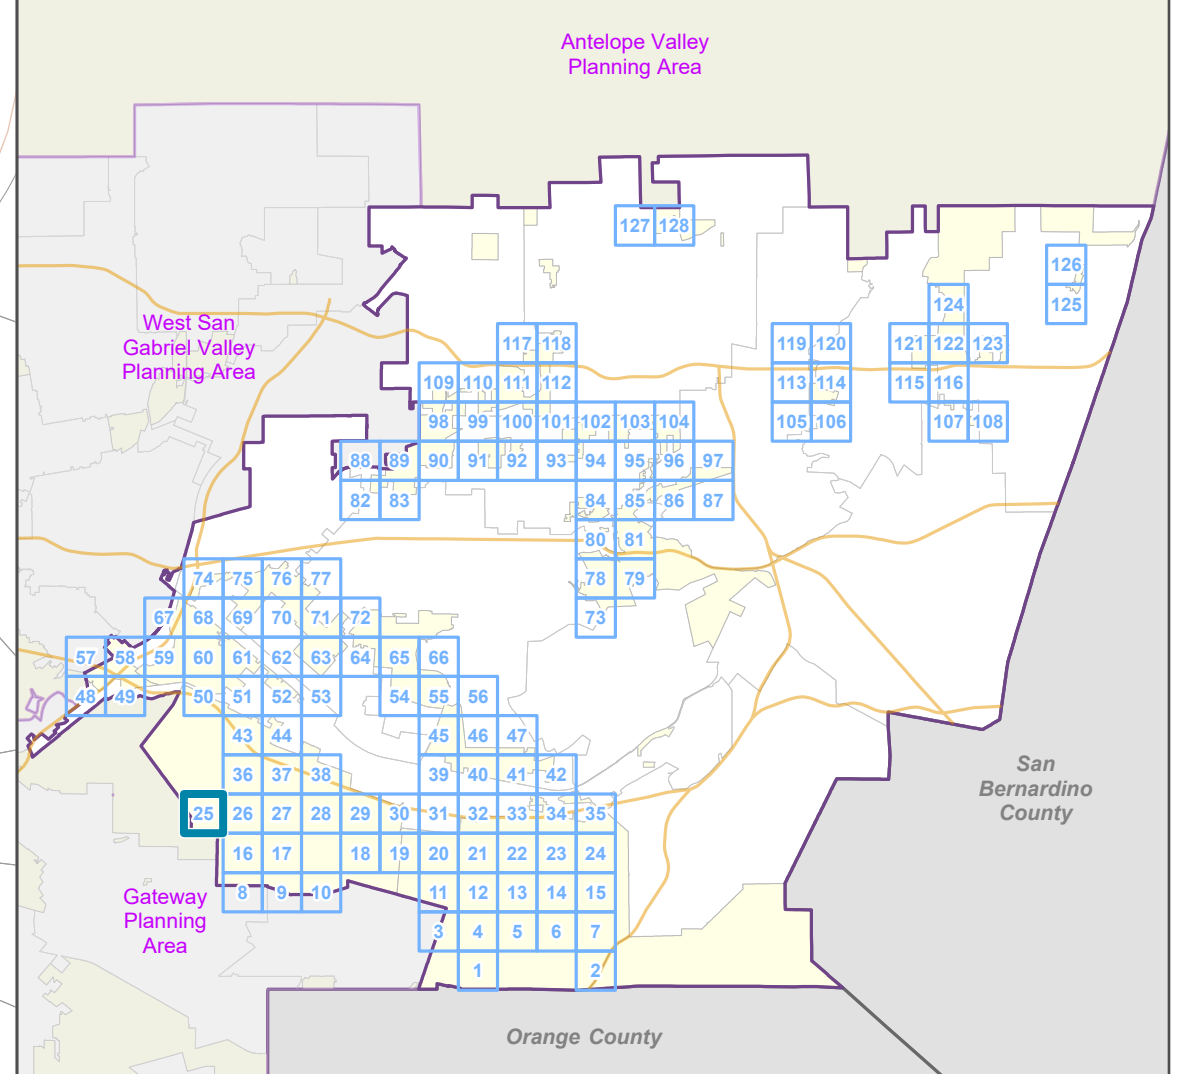 Antelope Valley
Planning Area
127 128
126
124 125
West San
Gabriel Valley
Planning Area
117 118 119 120 121 122 123
109 110 111 112 113 114 115 116
98 99 100 101 102 103 104 105 106 107 108
88 89 90 91 92 93 94 95 96 97
82 83 84 85 86 87
80 81
74 75 76 77 78 79
67 68 69 70 71 72 73
57 58 59 60 61 62 63 64 65 66
48 49 50 51 52 53 54 55 56
43 44 45 46 47
36 37 38 39 40 41 42
San
Bernardino
County
25 26 27 28 29 30 31 32 33 34 35
16 17 18 19 20 21 22 23 24
8 9 10 11 12 13 14 15
Gateway
Planning
Area
3 4 5 6 7
1 2
Orange County